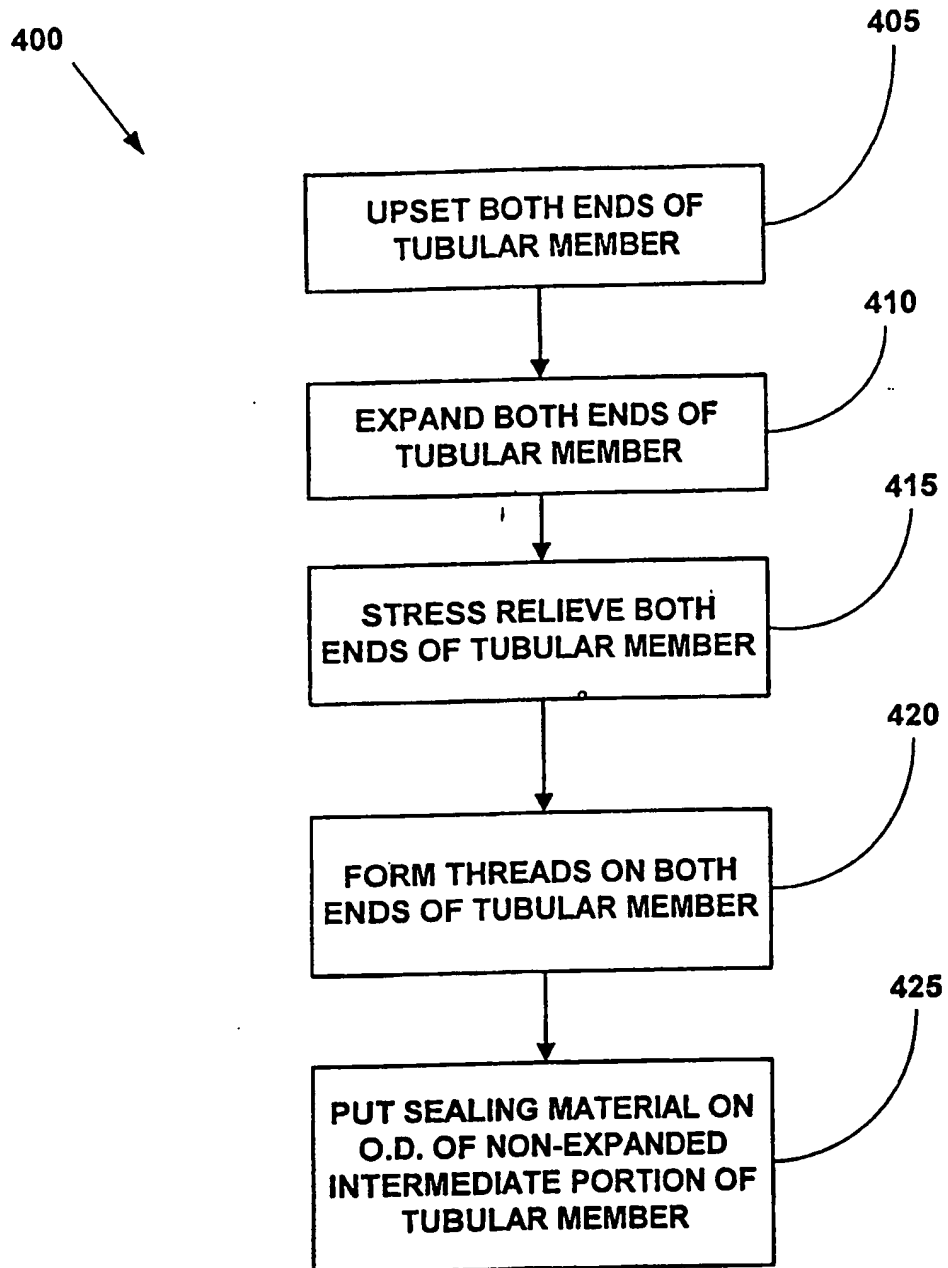 400
405
UPSET BOTH ENDS OF
TUBULAR MEMBER
410
EXPAND BOTH ENDS OF
TUBULAR MEMBER
415
STRESS RELIEVE BOTH
ENDS OF TUBULAR MEMBER
420
FORM THREADS ON BOTH
ENDS OF TUBULAR MEMBER
425
PUT SEALING MATERIAL ON
O.D. OF NON-EXPANDED
INTERMEDIATE PORTION OF
TUBULAR MEMBER